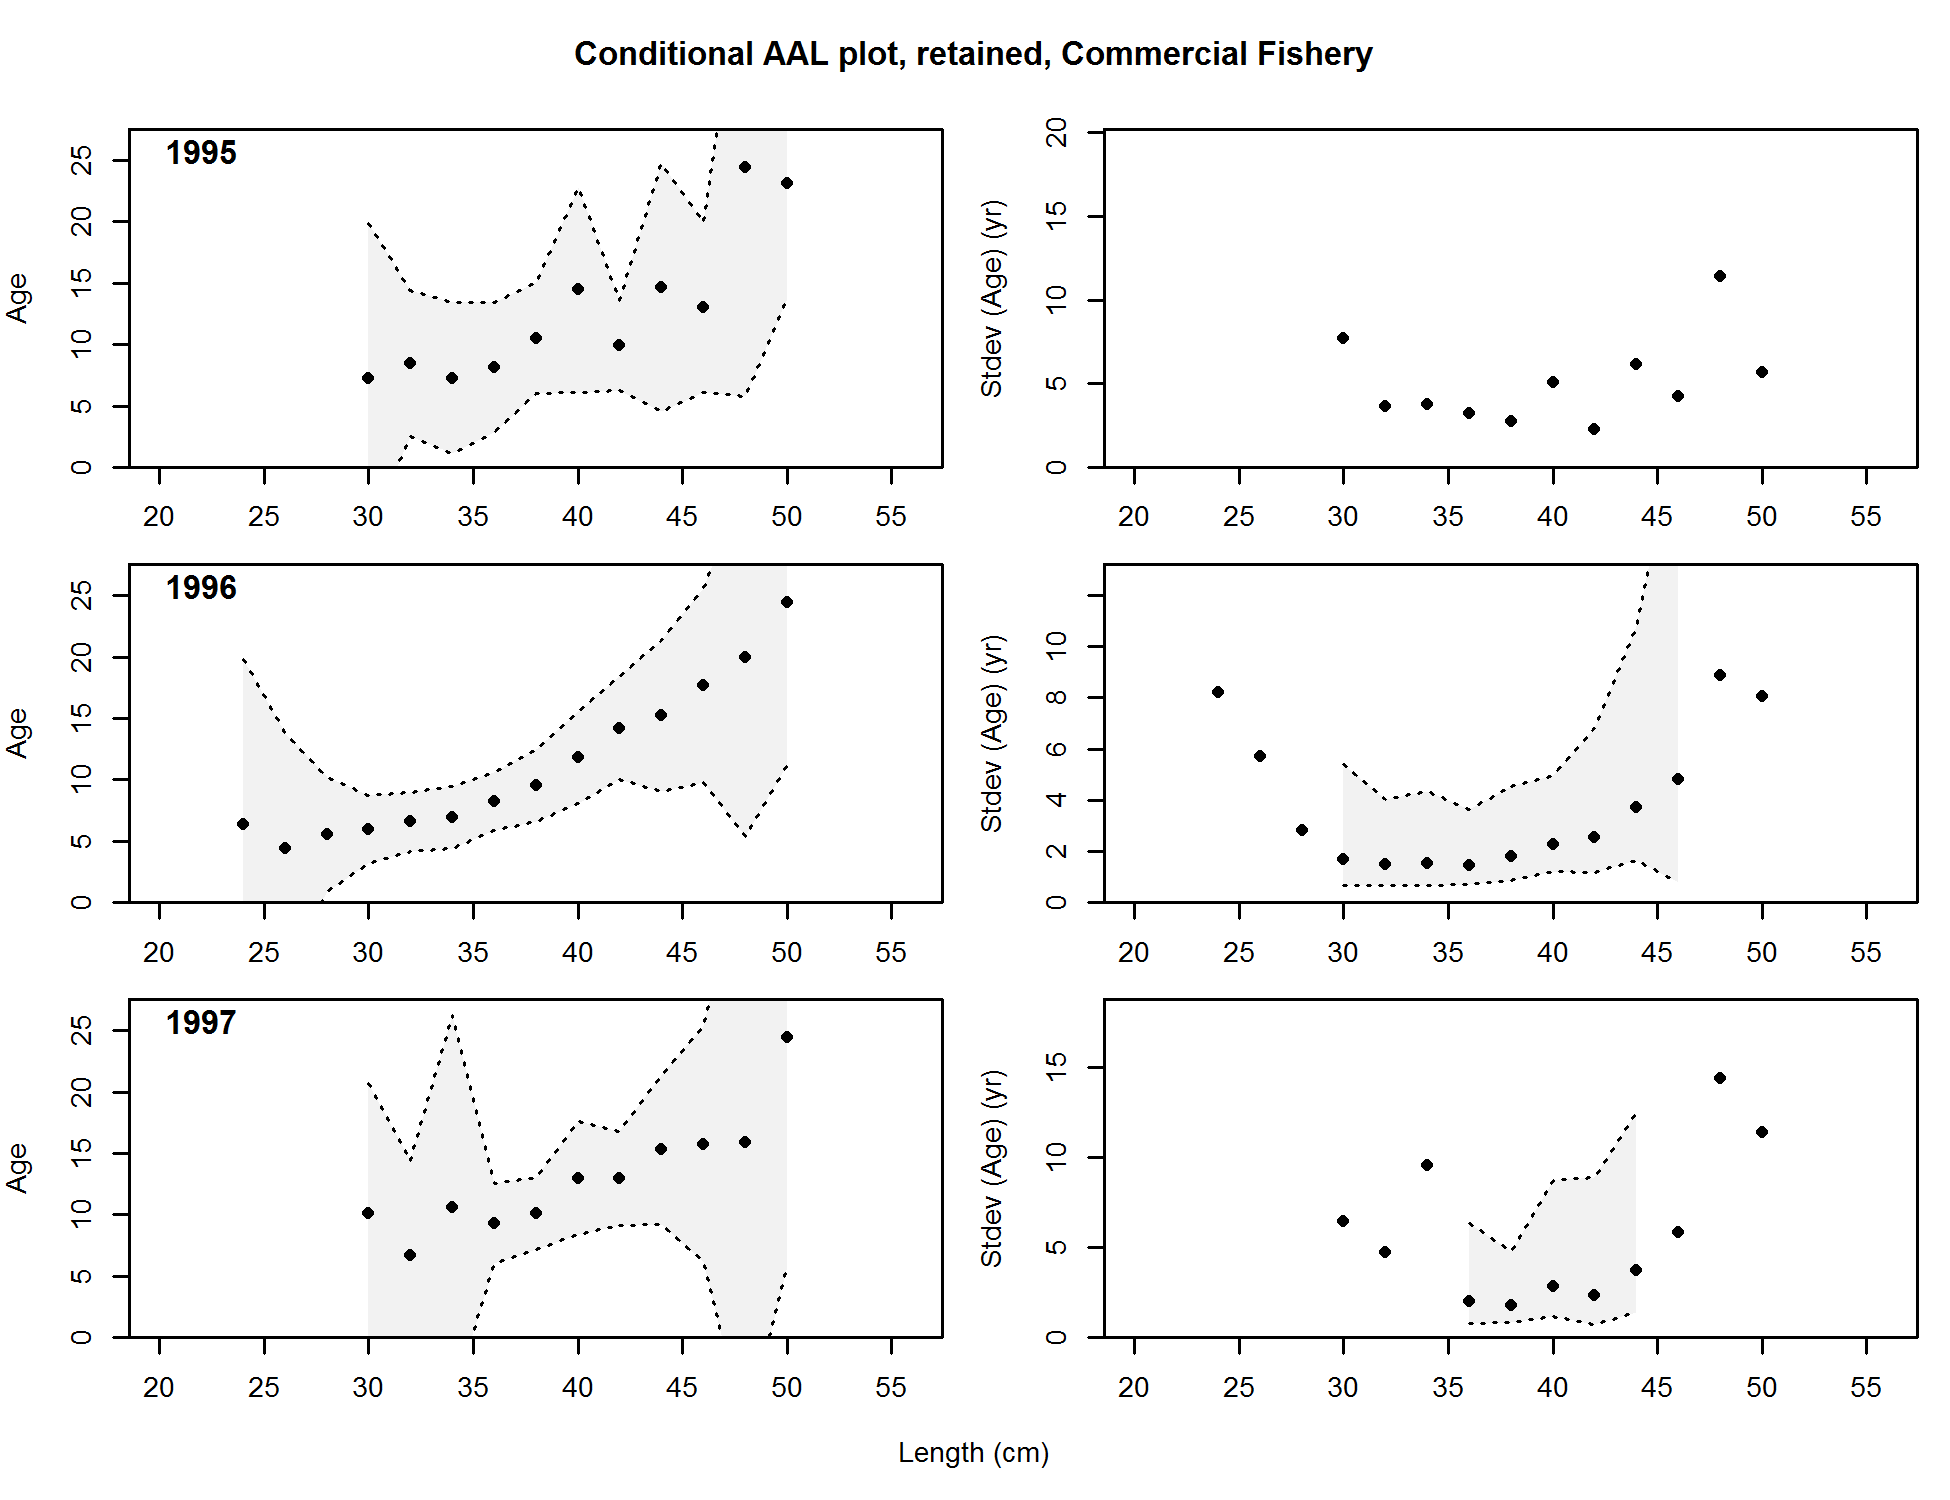 Conditional AAL plot, retained, Commercial Fishery
1995
Age
0 5 10 15 20 25
20 25 30 35 40 45 50 55
Stdev (Age) (yr)
0 5 10 15 20
20 25 30 35 40 45 50 55
1996
Age
0 5 10 15 20 25
20 25 30 35 40 45 50 55
Stdev (Age) (yr)
0 2 4 6 8 10
20 25 30 35 40 45 50 55
1997
Age
0 5 10 15 20 25
20 25 30 35 40 45 50 55
Stdev (Age) (yr)
0 5 10 15
20 25 30 35 40 45 50 55
Length (cm)